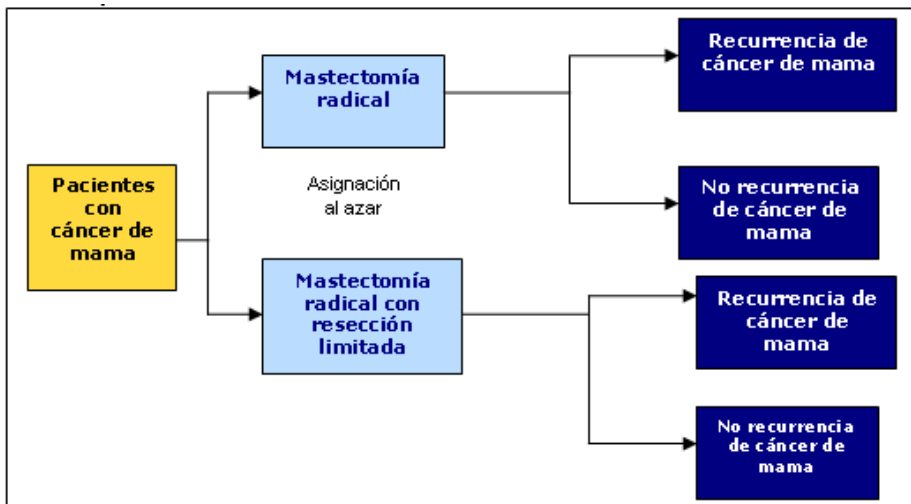 Pacientes
con
cáncer de
mama
Mastectomía
radical
Asignación
al azar
Mastectomía
radical con
resección
limitada
Recurrencia de
cáncer de mama
No recurrencia
de cáncer de
mama
Recurrencia de
cáncer de
mama
No recurrencia
de cáncer de
mama